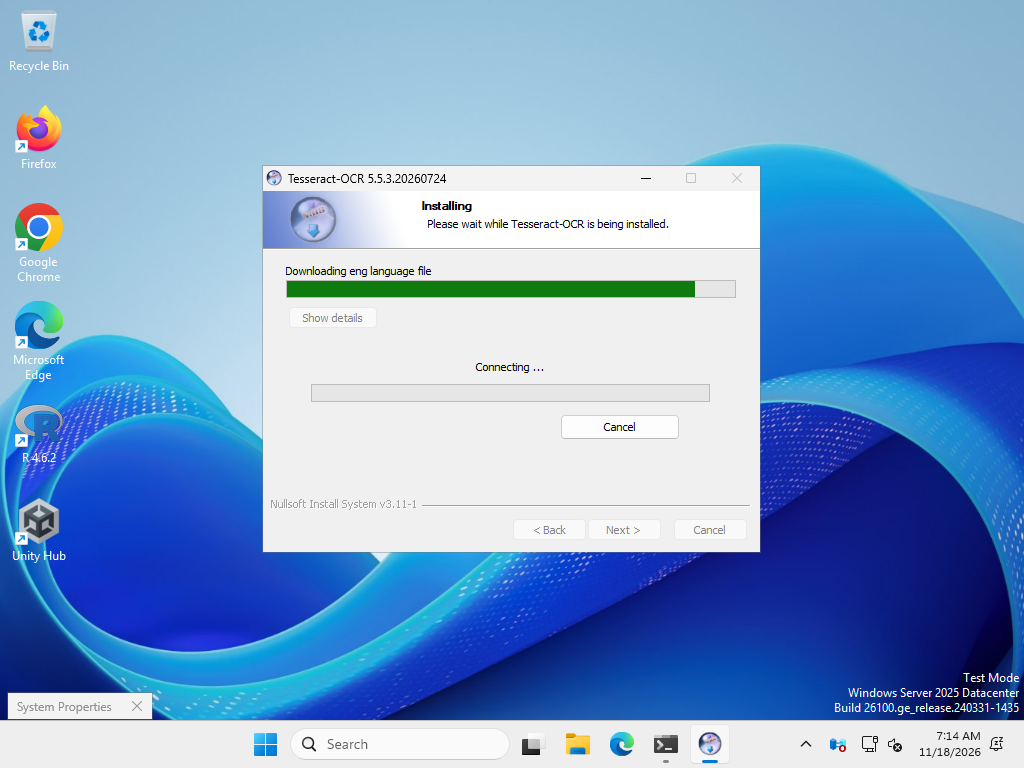 Recycle Bin
Firefox
Google
Chrome
Microsoft
Edge
R 4.6.2
Unity Hub
Tesseract-OCR 5.5.3.20260724
Installing
Please wait while Tesseract-OCR is being installed.
Downloading eng language file
Show details
Connecting ...
Cancel
Nullsoft Install System v3.11-1
< Back
Next >
Cancel
System Properties
Test Mode
Windows Server 2025 Datacenter
Build 26100.ge_release.240331-1435
Search
7:14 AM
11/18/2026